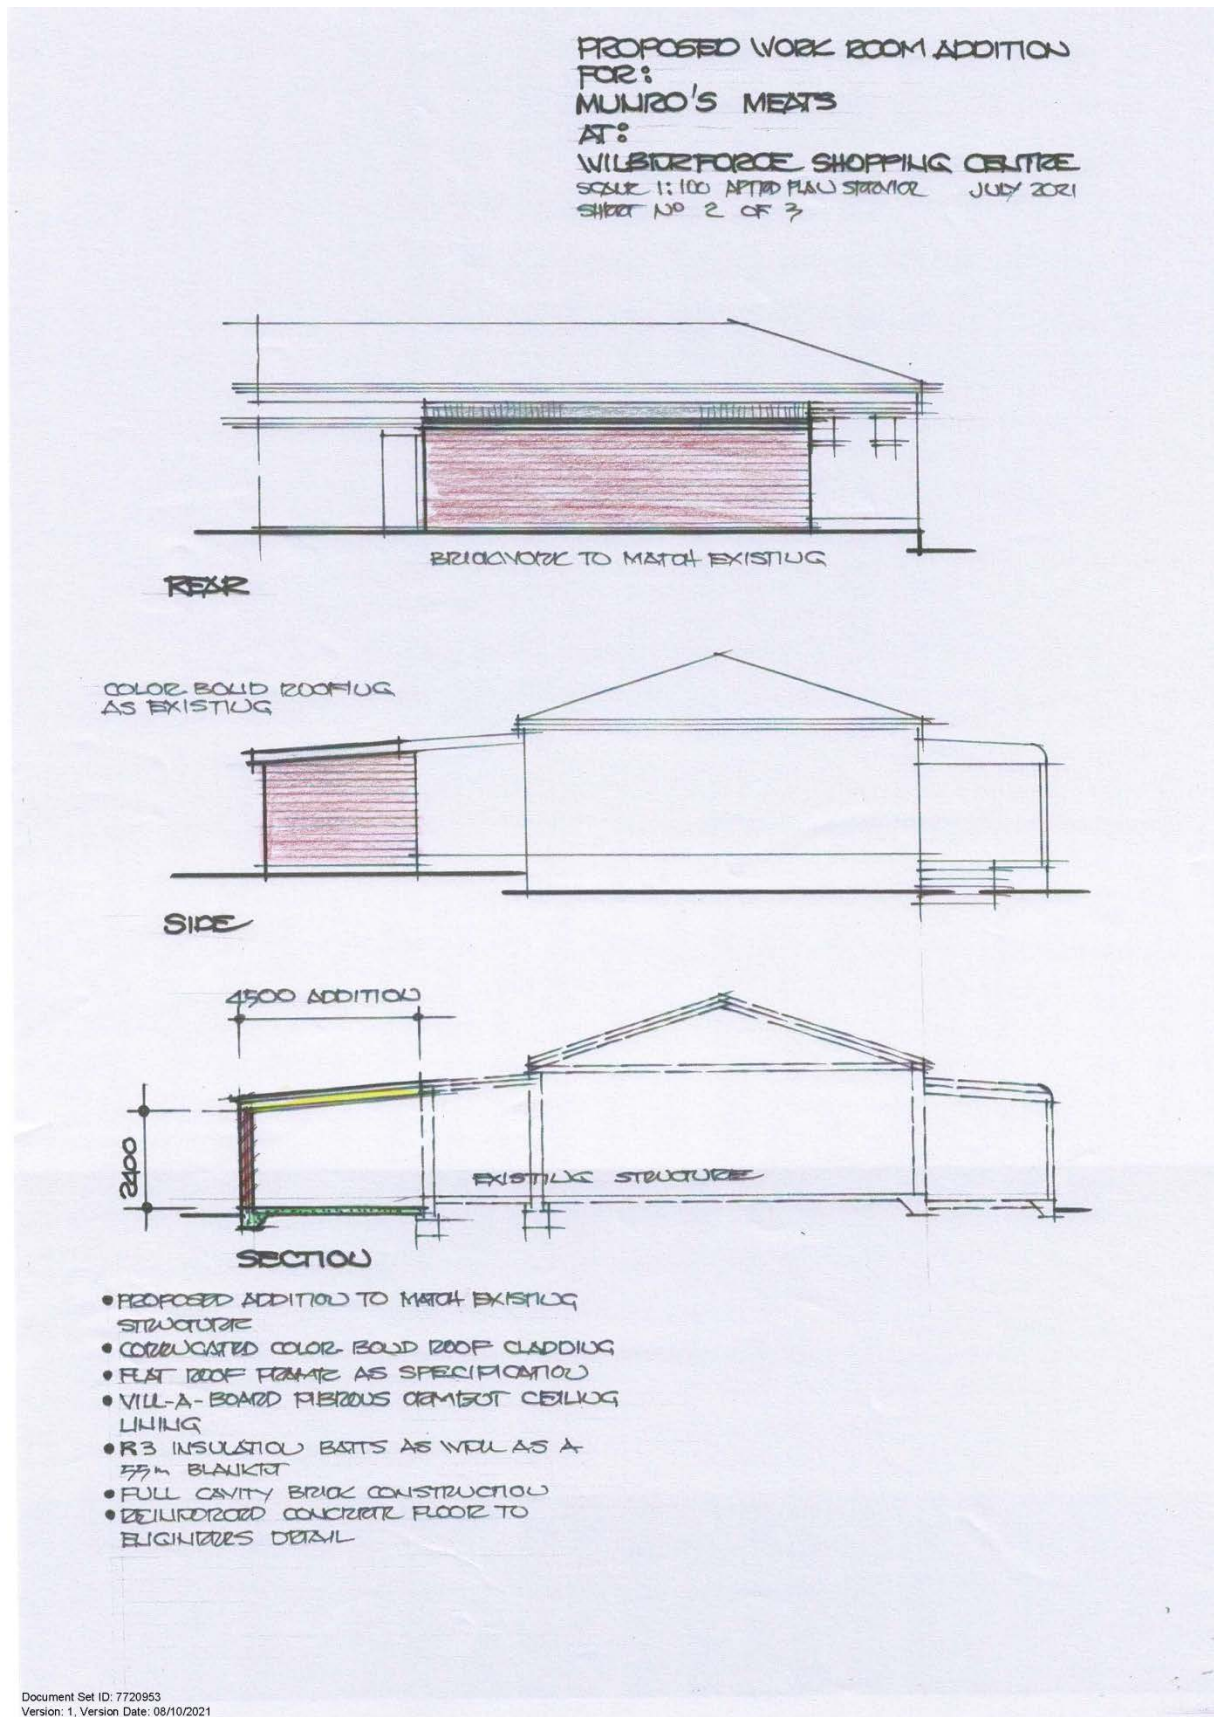 PROPOSED WORK ROOM ADDITION
FOR:
MUNRO'S MEATS
AT:
WILBERFORCE SHOPPING CENTRE
SCALE 1:100 APTED PLAN SERVICE JULY 2021
SHEET Nº 2 OF 3
BRICKWORK TO MATCH EXISTING
REAR
COLOR BOND ROOFING
AS EXISTING
SIDE
4500 ADDITION
2400
EXISTING STRUCTURE
SECTION
• PROPOSED ADDITION TO MATCH EXISTING
STRUCTURE
• CORRUGATED COLOR-BOND ROOF CLADDING
• FLAT ROOF FRAME AS SPECIFICATION
• VILL-A-BOARD FIBROUS CEMENT CEILING
LINING
• R3 INSULATION BATTS AS WELL AS A
55m BLANKET
• FULL CAVITY BRICK CONSTRUCTION
• REINFORCED CONCRETE FLOOR TO
ENGINEERS DETAIL
Document Set ID: 7720953
Version: 1, Version Date: 08/10/2021